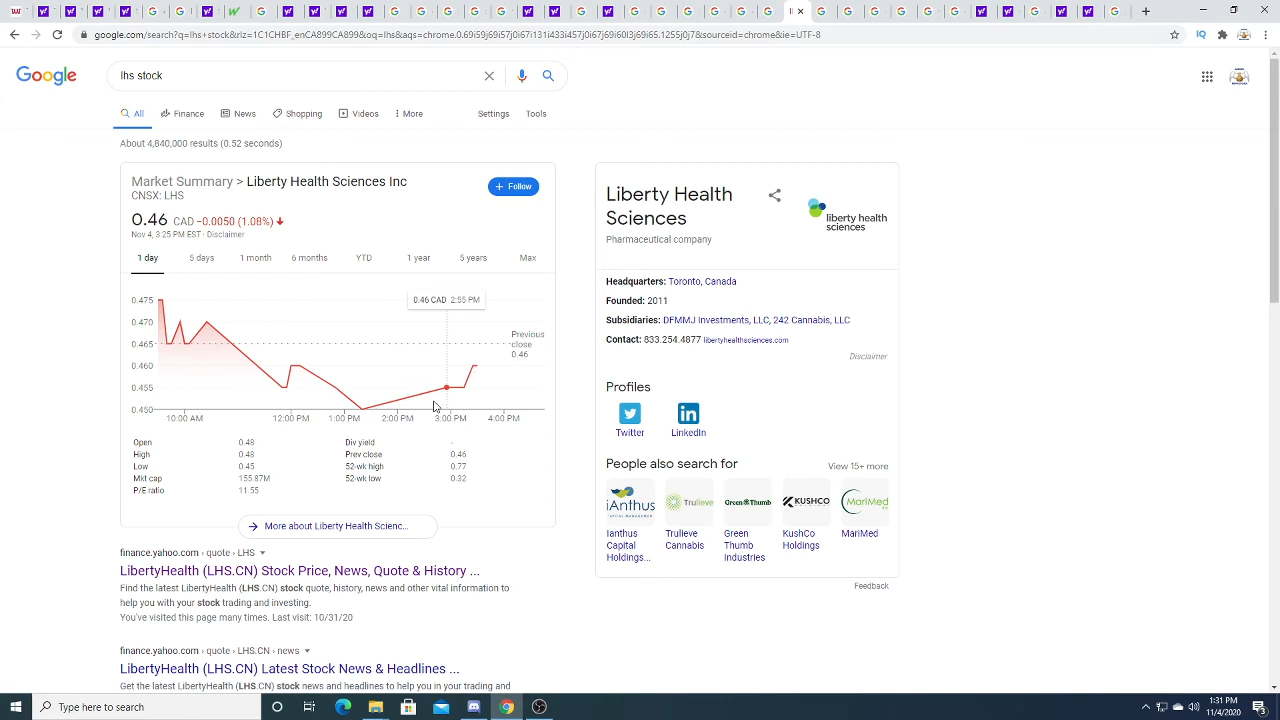 google.com/search?q=lhs+stock&rlz=1C1CHBF_enCA899CA899&oq=lhs&aqs=chrome.0.69i59j69i57j0i67j0i131i433i457j0i67j69i60l3j69i65.1255j0j7&sourceid=chrome&ie=UTF-8
Google
lhs stock
All
Finance
News
Shopping
Videos
More
Settings
Tools
About 4,840,000 results (0.52 seconds)
Market Summary > Liberty Health Sciences Inc
CNSX: LHS
+ Follow
0.46 CAD −0.0050 (1.08%)
Nov 4, 3:25 PM EST · Disclaimer
1 day
5 days
1 month
6 months
YTD
1 year
5 years
Max
0.46 CAD 2:55 PM
0.475
0.470
0.465
0.460
0.455
0.450
Previous
close
0.46
10:00 AM
12:00 PM
1:00 PM
2:00 PM
3:00 PM
4:00 PM
Open 0.48
High 0.48
Low 0.45
Mkt cap 155.87M
P/E ratio 11.55
Div yield -
Prev close 0.46
52-wk high 0.77
52-wk low 0.32
More about Liberty Health Scienc...
finance.yahoo.com › quote › LHS
LibertyHealth (LHS.CN) Stock Price, News, Quote & History ...
Find the latest LibertyHealth (LHS.CN) stock quote, history, news and other vital information to
help you with your stock trading and investing.
You've visited this page many times. Last visit: 10/31/20
finance.yahoo.com › quote › LHS.CN › news
LibertyHealth (LHS.CN) Latest Stock News & Headlines ...
Get the latest LibertyHealth (LHS.CN) stock news and headlines to help you in your trading and
Liberty Health
Sciences
Pharmaceutical company
liberty health
sciences
Headquarters: Toronto, Canada
Founded: 2011
Subsidiaries: DFMMJ Investments, LLC, 242 Cannabis, LLC
Contact: 833.254.4877 libertyhealthsciences.com
Disclaimer
Profiles
Twitter
LinkedIn
People also search for
View 15+ more
iAnthus
Trulieve
Green Thumb
KUSHCO
MariMed
Ianthus
Capital
Holdings...
Trulieve
Cannabis
Green
Thumb
Industries
KushCo
Holdings
MariMed
Feedback
Type here to search
1:31 PM
11/4/2020